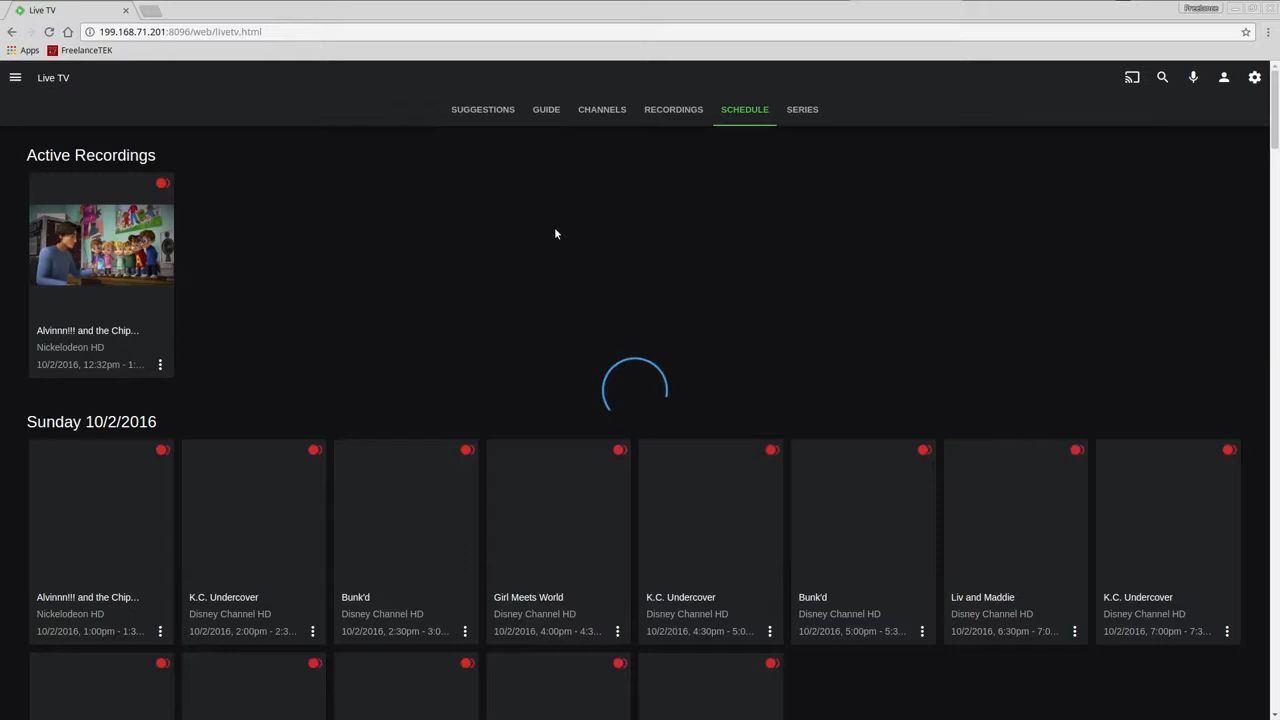 Live TV
Freelance
199.168.71.201:8096/web/livetv.html
Apps
FreelanceTEK
Live TV
SUGGESTIONS
GUIDE
CHANNELS
RECORDINGS
SCHEDULE
SERIES
Active Recordings
Alvinnn!!! and the Chip...
Nickelodeon HD
10/2/2016, 12:32pm - 1:...
Sunday 10/2/2016
Alvinnn!!! and the Chip...
Nickelodeon HD
10/2/2016, 1:00pm - 1:3...
K.C. Undercover
Disney Channel HD
10/2/2016, 2:00pm - 2:3...
Bunk'd
Disney Channel HD
10/2/2016, 2:30pm - 3:0...
Girl Meets World
Disney Channel HD
10/2/2016, 4:00pm - 4:3...
K.C. Undercover
Disney Channel HD
10/2/2016, 4:30pm - 5:0...
Bunk'd
Disney Channel HD
10/2/2016, 5:00pm - 5:3...
Liv and Maddie
Disney Channel HD
10/2/2016, 6:30pm - 7:0...
K.C. Undercover
Disney Channel HD
10/2/2016, 7:00pm - 7:3...